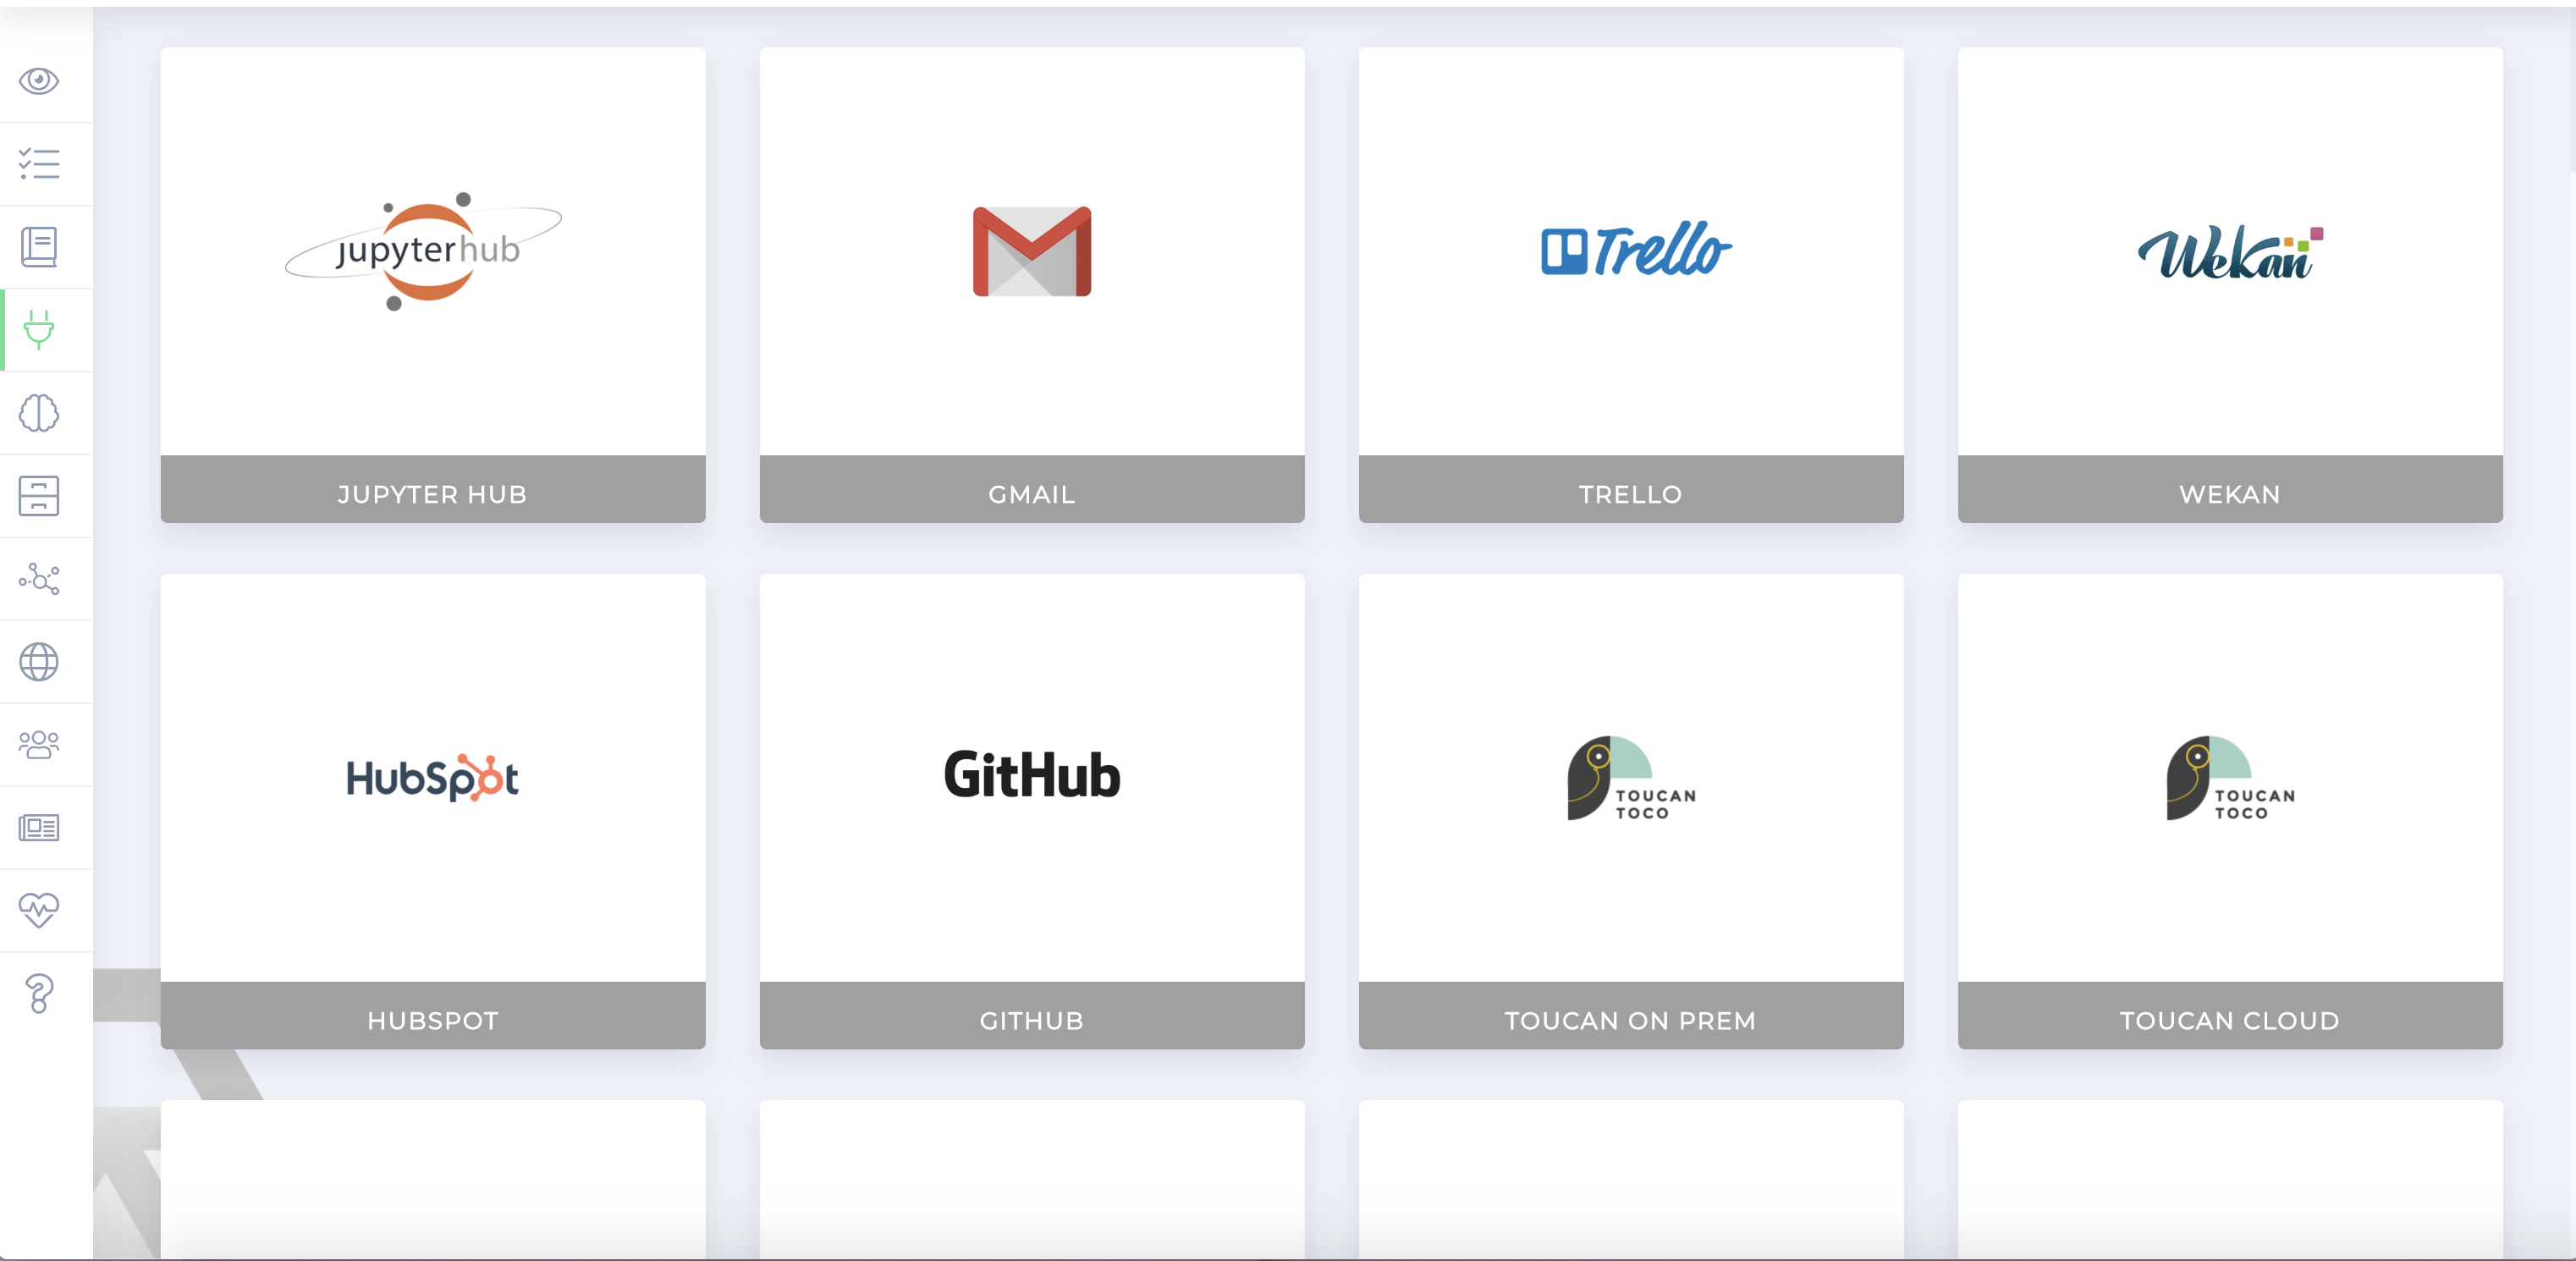 jupyterhub
Trello
Wekan
JUPYTER HUB
GMAIL
TRELLO
WEKAN
HubSpot
GitHub
TOUCAN
TOCO
TOUCAN
TOCO
HUBSPOT
GITHUB
TOUCAN ON PREM
TOUCAN CLOUD